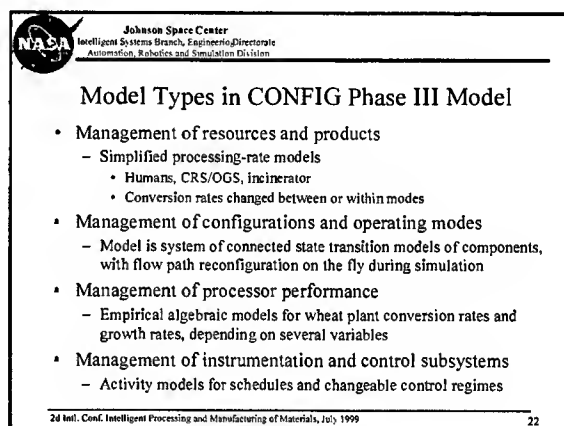 NASA
Johnson Space Center
Intelligent Systems Branch, Engineering Directorate
Automation, Robotics and Simulation Division
Model Types in CONFIG Phase III Model
• Management of resources and products
– Simplified processing-rate models
• Humans, CRS/OGS, incinerator
• Conversion rates changed between or within modes
• Management of configurations and operating modes
– Model is system of connected state transition models of components,
with flow path reconfiguration on the fly during simulation
• Management of processor performance
– Empirical algebraic models for wheat plant conversion rates and
growth rates, depending on several variables
• Management of instrumentation and control subsystems
– Activity models for schedules and changeable control regimes
2d Intl. Conf. Intelligent Processing and Manufacturing of Materials, July 1999
22